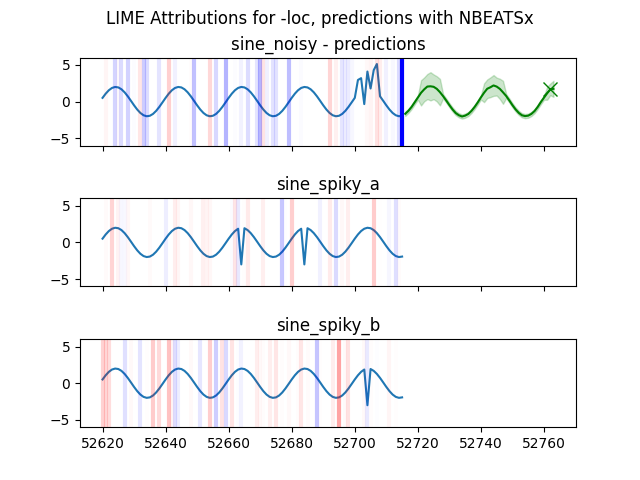 LIME Attributions for -loc, predictions with NBEATSx
sine_noisy - predictions
5
0
−5
sine_spiky_a
5
0
−5
sine_spiky_b
5
0
−5
52620 52640 52660 52680 52700 52720 52740 52760